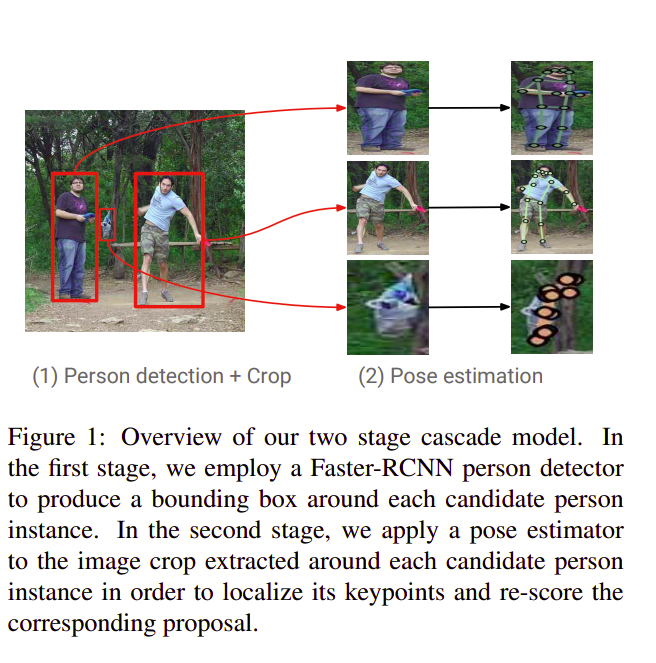 (1) Person detection + Crop
(2) Pose estimation
Figure 1: Overview of our two stage cascade model. In
the first stage, we employ a Faster-RCNN person detector
to produce a bounding box around each candidate person
instance. In the second stage, we apply a pose estimator
to the image crop extracted around each candidate person
instance in order to localize its keypoints and re-score the
corresponding proposal.